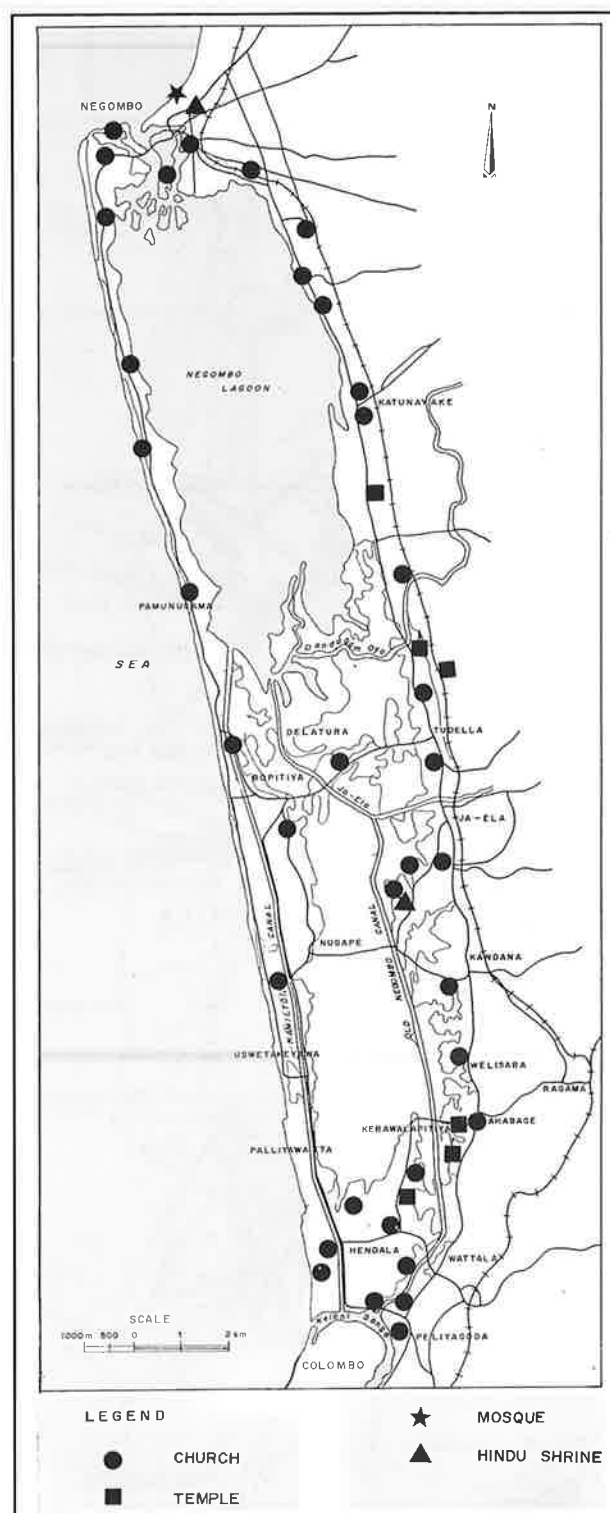 NEGOMBO
N
NEGOMBO
LAGOON
KATUNAYAKE
PAMUNUGAMA
SEA
Dandugam Oya
DELATURA
TUDELLA
BOPITIYA
Ja-Ela
JA-ELA
CANAL
HAMILTON
NUGAPE
OLD NEGOMBO CANAL
KANDANA
USWETAKEYAWA
WELISARA
RAGAMA
KERAWALAPITIYA
MAHABAGE
PALLIYAWATTA
HENDALA
WATTALA
SCALE
1000m 500 0 1 2 km
Kelani Ganga
PELIYAGODA
COLOMBO
LEGEND
CHURCH
TEMPLE
MOSQUE
HINDU SHRINE